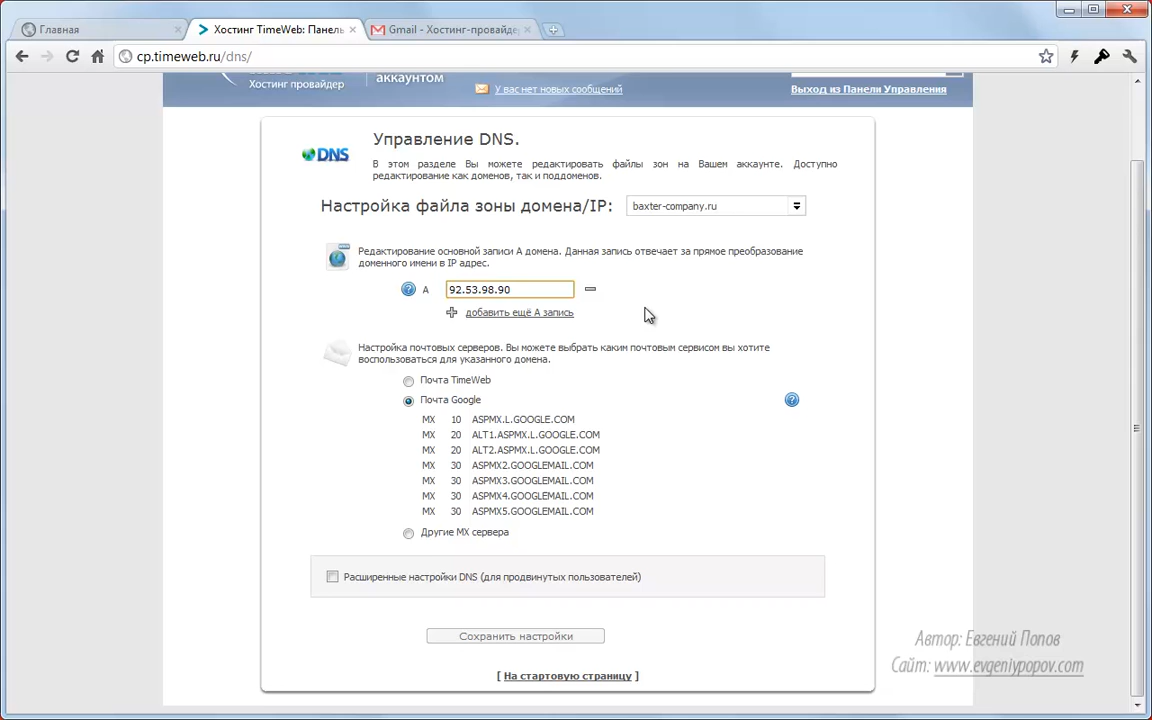 Главная
Хостинг TimeWeb: Панель
Gmail - Хостинг-провайде
cp.timeweb.ru/dns/
Хостинг провайдер
аккаунтом
У вас нет новых сообщений
Выход из Панели Управления
DNS
Управление DNS.
В этом разделе Вы можете редактировать файлы зон на Вашем аккаунте. Доступно
редактирование как доменов, так и поддоменов.
Настройка файла зоны домена/IP:
baxter-company.ru
Редактирование основной записи A домена. Данная запись отвечает за прямое преобразование
доменного имени в IP адрес.
A 92.53.98.90
добавить ещё A запись
Настройка почтовых серверов. Вы можете выбрать каким почтовым сервисом вы хотите
воспользоваться для указанного домена.
Почта TimeWeb
Почта Google
MX 10 ASPMX.L.GOOGLE.COM
MX 20 ALT1.ASPMX.L.GOOGLE.COM
MX 20 ALT2.ASPMX.L.GOOGLE.COM
MX 30 ASPMX2.GOOGLEMAIL.COM
MX 30 ASPMX3.GOOGLEMAIL.COM
MX 30 ASPMX4.GOOGLEMAIL.COM
MX 30 ASPMX5.GOOGLEMAIL.COM
Другие MX сервера
Расширенные настройки DNS (для продвинутых пользователей)
Сохранить настройки
[ На стартовую страницу ]
Автор: Евгений Попов
Сайт: www.evgeniypopov.com